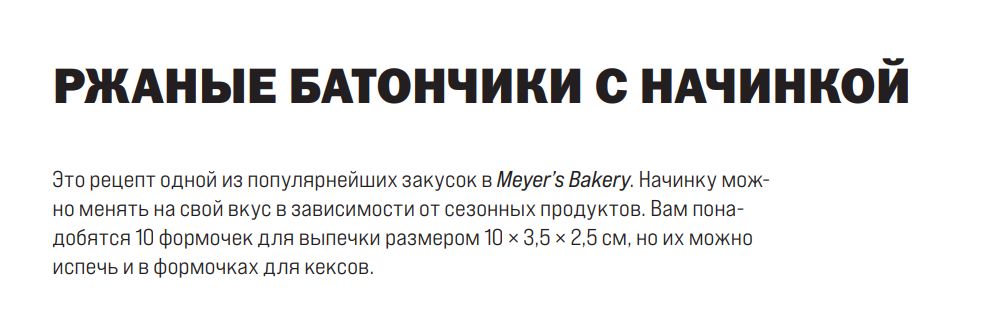 РЖАНЫЕ БАТОНЧИКИ С НАЧИНКОЙ
Это рецепт одной из популярнейших закусок в Meyer’s Bakery. Начинку мож-
но менять на свой вкус в зависимости от сезонных продуктов. Вам пона-
добятся 10 формочек для выпечки размером 10 × 3,5 × 2,5 см, но их можно
испечь и в формочках для кексов.